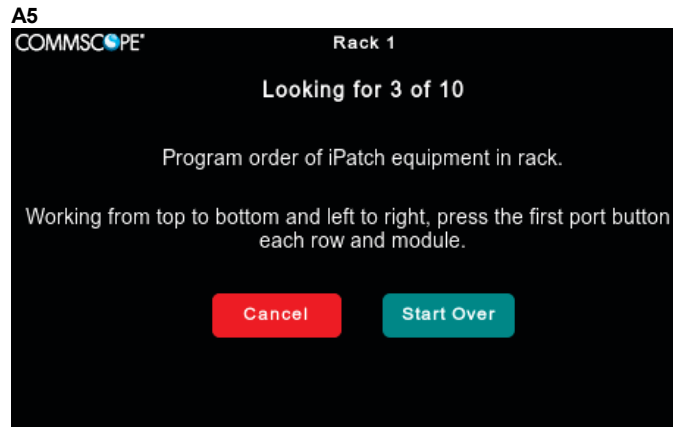 A5
COMMSCOPE®
Rack 1
Looking for 3 of 10
Program order of iPatch equipment in rack.
Working from top to bottom and left to right, press the first port button
each row and module.
Cancel
Start Over